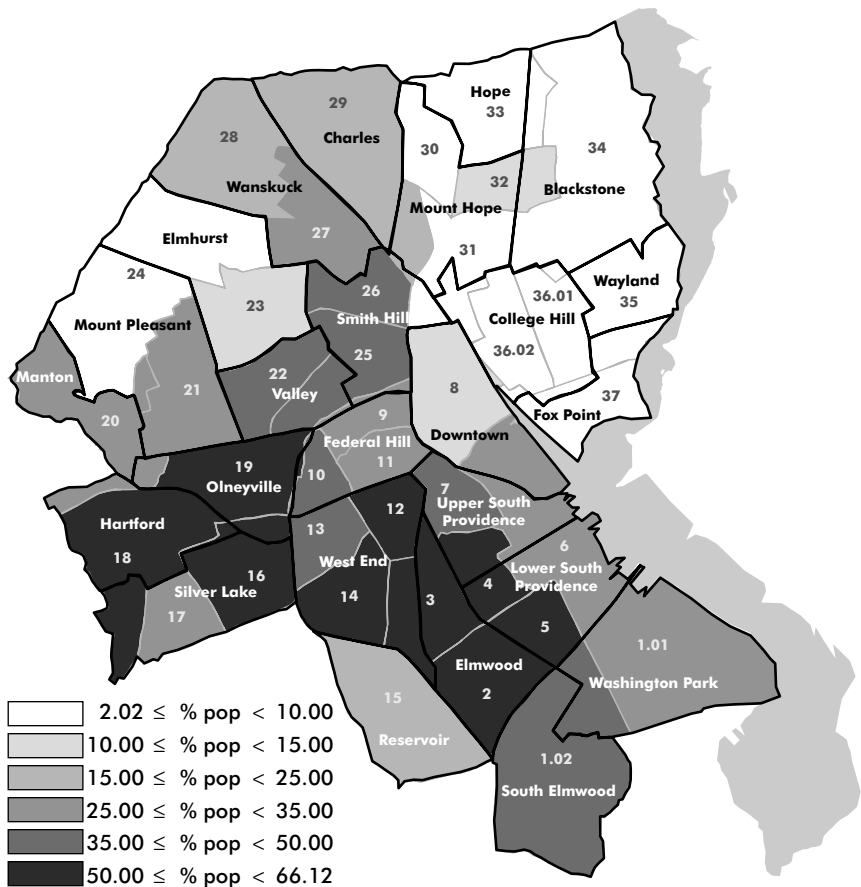 Hope
33
29
Charles
28
30
34
32
Blackstone
Wanskuck
Mount Hope
27
Elmhurst
31
24
26
36.01
Wayland
35
23
Mount Pleasant
Smith Hill
College Hill
25
36.02
Manton
22
Valley
21
8
37
20
9
Fox Point
Federal Hill
Downtown
11
19
10
Olneyville
7
12
Upper South
Providence
Hartford
13
6
18
West End
Lower South
Providence
16
4
Silver Lake
14
3
17
5
1.01
Elmwood
2
Washington Park
15
Reservoir
1.02
South Elmwood
2.02 ≤ % pop < 10.00
10.00 ≤ % pop < 15.00
15.00 ≤ % pop < 25.00
25.00 ≤ % pop < 35.00
35.00 ≤ % pop < 50.00
50.00 ≤ % pop < 66.12